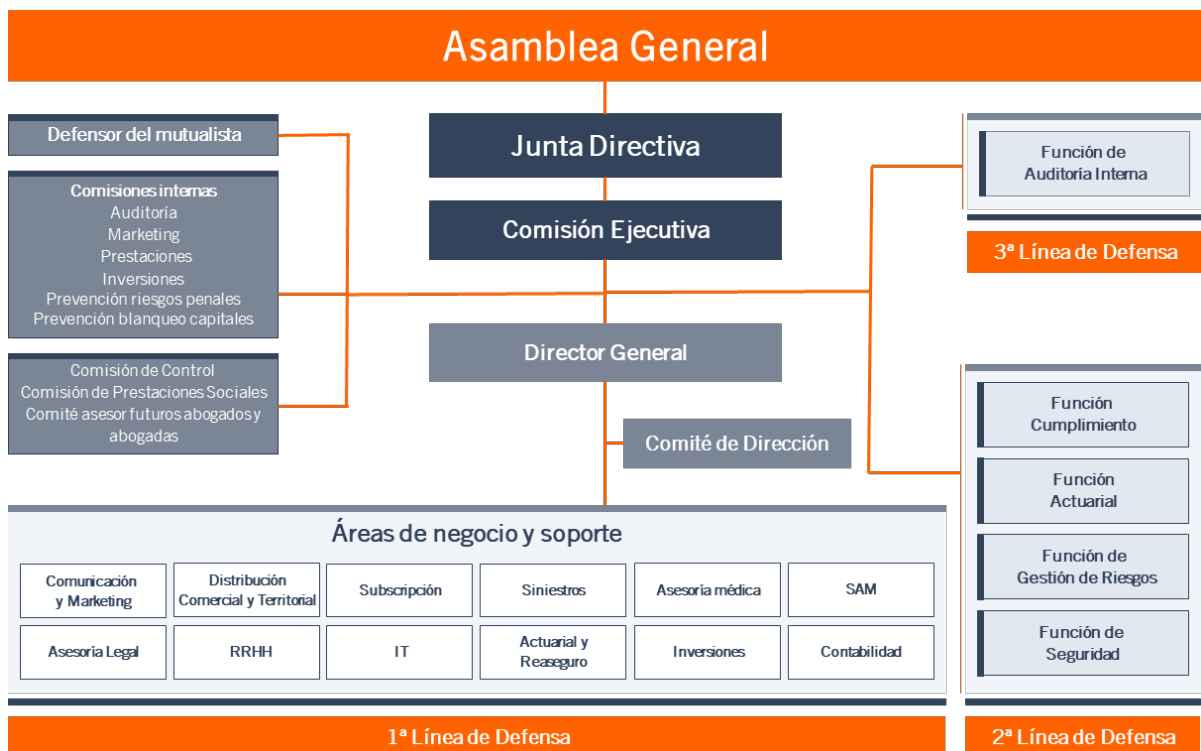 Asamblea General
Defensor del mutualista
Comisiones internas
Auditoría
Marketing
Prestaciones
Inversiones
Prevención riesgos penales
Prevención blanqueo capitales
Comisión de Control
Comisión de Prestaciones Sociales
Comité asesor futuros abogados y
abogadas
Junta Directiva
Comisión Ejecutiva
Director General
Comité de Dirección
Función de
Auditoría Interna
3ª Línea de Defensa
Función
Cumplimiento
Función
Actuarial
Función de
Gestión de Riesgos
Función de
Seguridad
2ª Línea de Defensa
Áreas de negocio y soporte
Comunicación
y Marketing
Distribución
Comercial y Territorial
Subscripción
Siniestros
Asesoría médica
SAM
Asesoría Legal
RRHH
IT
Actuarial y
Reaseguro
Inversiones
Contabilidad
1ª Línea de Defensa